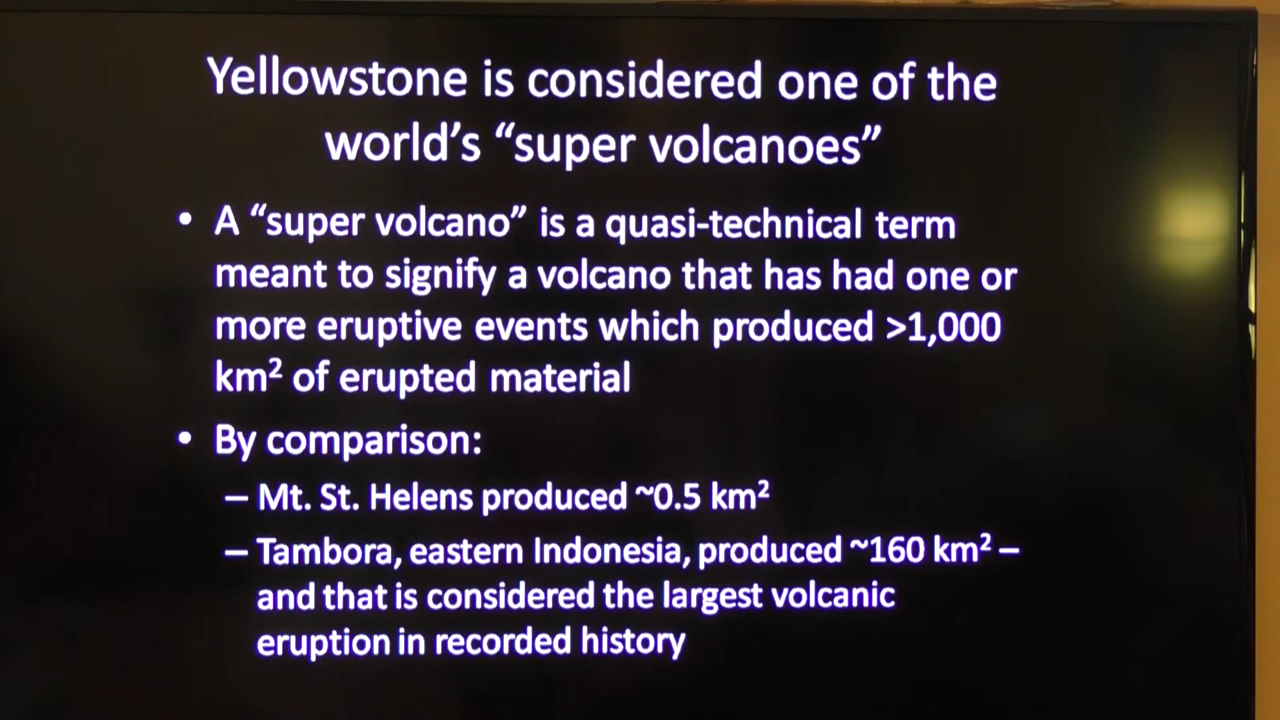 Yellowstone is considered one of the
world’s “super volcanoes”
• A “super volcano” is a quasi-technical term
meant to signify a volcano that has had one or
more eruptive events which produced >1,000
km² of erupted material
• By comparison:
– Mt. St. Helens produced ~0.5 km²
– Tambora, eastern Indonesia, produced ~160 km² –
and that is considered the largest volcanic
eruption in recorded history